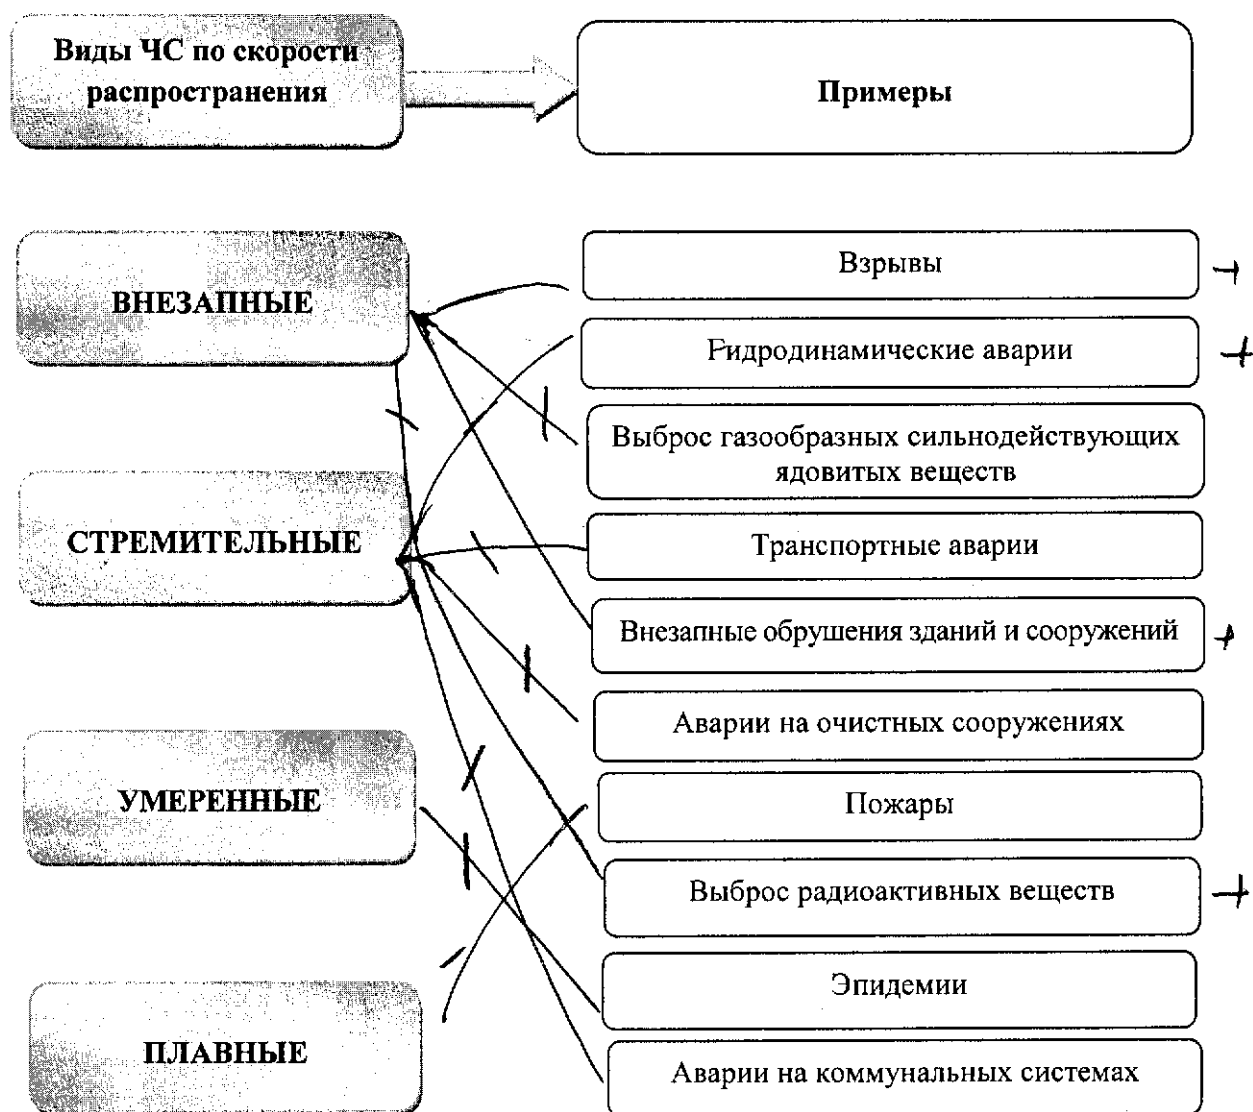 Виды ЧС по скорости
распространения
Примеры
ВНЕЗАПНЫЕ
СТРЕМИТЕЛЬНЫЕ
УМЕРЕННЫЕ
ПЛАВНЫЕ
Взрывы
Гидродинамические аварии
Выброс газообразных сильнодействующих
ядовитых веществ
Транспортные аварии
Внезапные обрушения зданий и сооружений
Аварии на очистных сооружениях
Пожары
Выброс радиоактивных веществ
Эпидемии
Аварии на коммунальных системах